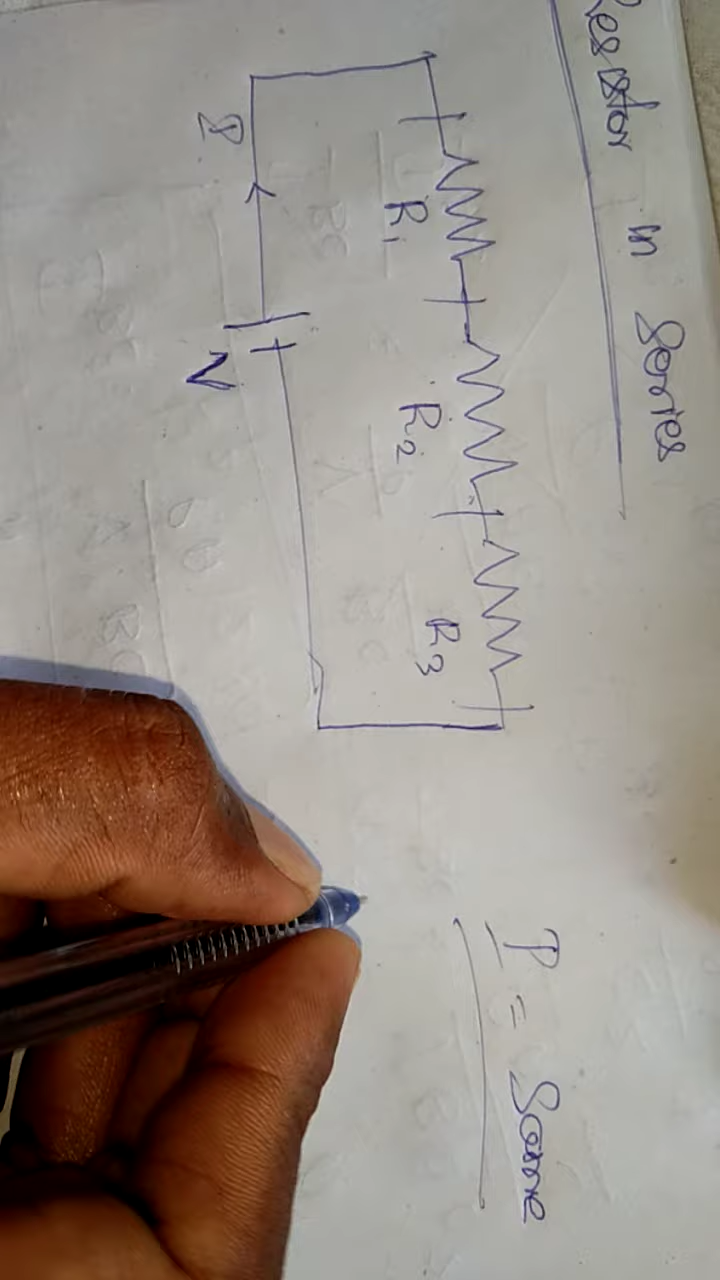 Resistor in Series
R1 R2 R3
I
V
I = Same